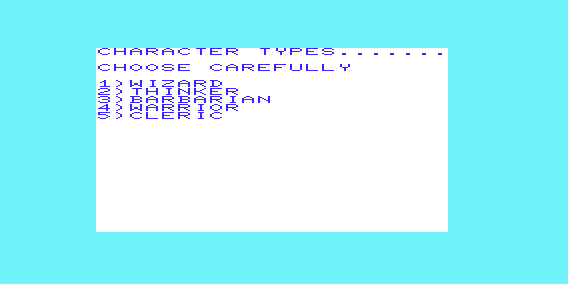 CHARACTER TYPES.......
CHOOSE CAREFULLY
1)WIZARD
2)THINKER
3)BARBARIAN
4)WARRIOR
5)CLERIC